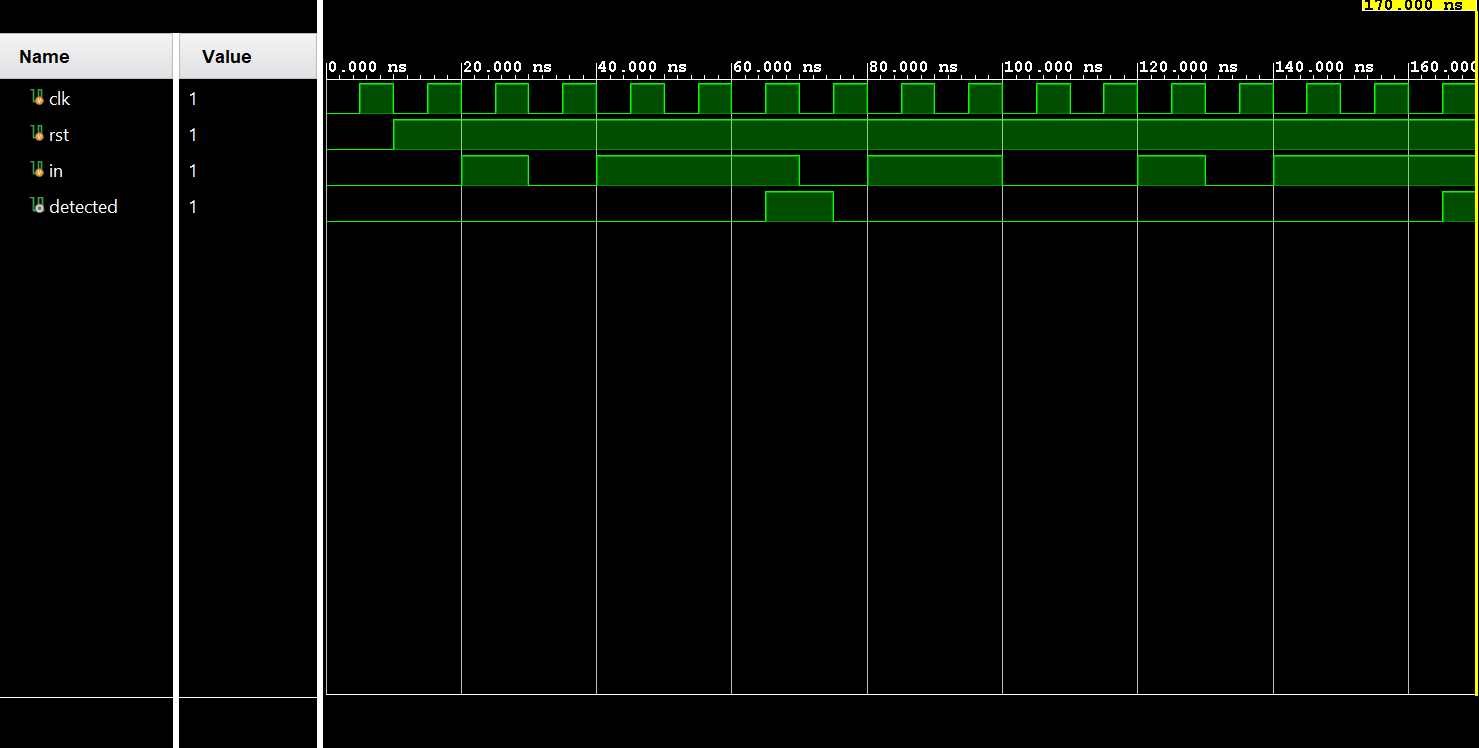 170.000 ns
Name Value
0.000 ns 20.000 ns 40.000 ns 60.000 ns 80.000 ns 100.000 ns 120.000 ns 140.000 ns 160.000
clk 1
rst 1
in 1
detected 1